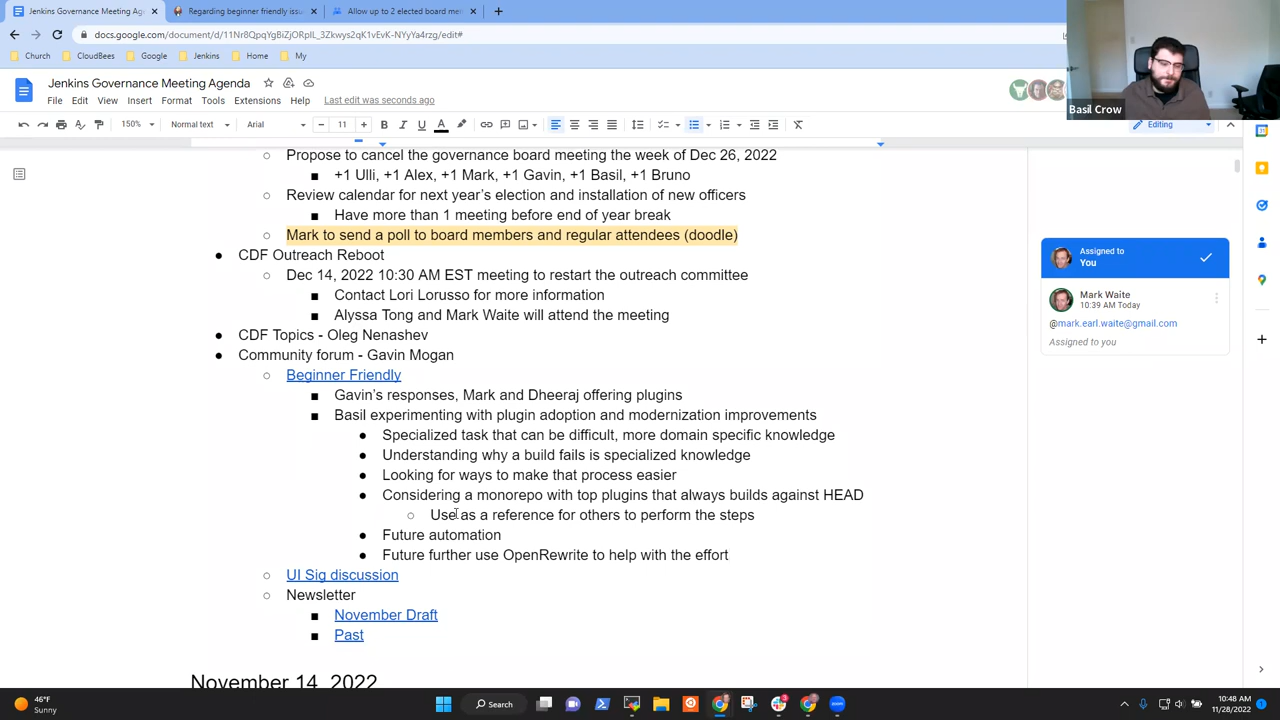 Jenkins Governance Meeting Agenda
Regarding beginner friendly issu
Allow up to 2 elected board me
docs.google.com/document/d/11Nr8QpqYgBiZjORplL_3Zkwys2qK1vEvK-NYyYa4rzg/edit#
Church
CloudBees
Google
Jenkins
Home
My
Jenkins Governance Meeting Agenda
File Edit View Insert Format Tools Extensions Help Last edit was seconds ago
Basil Crow
150% Normal text Arial 11 Editing
Propose to cancel the governance board meeting the week of Dec 26, 2022
+1 Ulli, +1 Alex, +1 Mark, +1 Gavin, +1 Basil, +1 Bruno
Review calendar for next year's election and installation of new officers
Have more than 1 meeting before end of year break
Mark to send a poll to board members and regular attendees (doodle)
CDF Outreach Reboot
Dec 14, 2022 10:30 AM EST meeting to restart the outreach committee
Contact Lori Lorusso for more information
Alyssa Tong and Mark Waite will attend the meeting
CDF Topics - Oleg Nenashev
Community forum - Gavin Mogan
Beginner Friendly
Gavin's responses, Mark and Dheeraj offering plugins
Basil experimenting with plugin adoption and modernization improvements
Specialized task that can be difficult, more domain specific knowledge
Understanding why a build fails is specialized knowledge
Looking for ways to make that process easier
Considering a monorepo with top plugins that always builds against HEAD
Use as a reference for others to perform the steps
Future automation
Future further use OpenRewrite to help with the effort
UI Sig discussion
Newsletter
November Draft
Past
November 14, 2022
Assigned to
You
Mark Waite
10:39 AM Today
@mark.earl.waite@gmail.com
Assigned to you
46°F
Sunny
Search
10:48 AM
11/28/2022